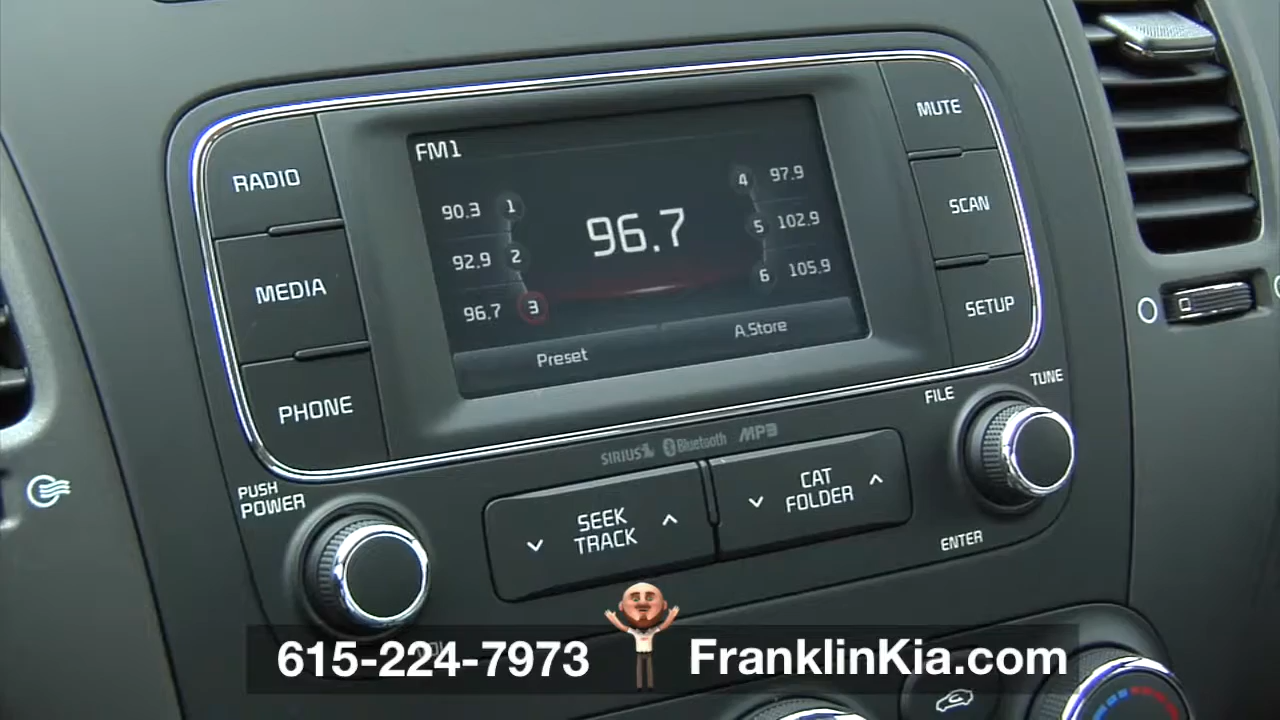 FM1
90.3 1
92.9 2
96.7 3
96.7
4 97.9
5 102.9
6 105.9
Preset
A.Store
RADIO
MEDIA
PHONE
MUTE
SCAN
SETUP
SIRIUS Bluetooth MP3
PUSH
POWER
SEEK
TRACK
CAT
FOLDER
FILE
TUNE
ENTER
615-224-7973
FranklinKia.com